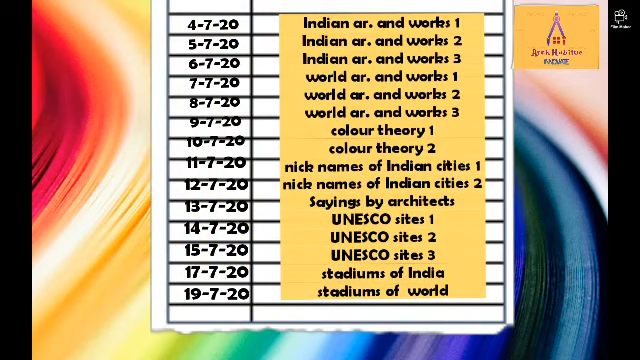 4-7-20 Indian ar. and works 1
5-7-20 Indian ar. and works 2
6-7-20 Indian ar. and works 3
7-7-20 world ar. and works 1
8-7-20 world ar. and works 2
9-7-20 world ar. and works 3
10-7-20 colour theory 1
11-7-20 colour theory 2
12-7-20 nick names of Indian cities 1
13-7-20 nick names of Indian cities 2
14-7-20 Sayings by architects
15-7-20 UNESCO sites 1
17-7-20 UNESCO sites 2
19-7-20 UNESCO sites 3
stadiums of India
stadiums of world
Arch Habitue
INNOVATE
Film Maker